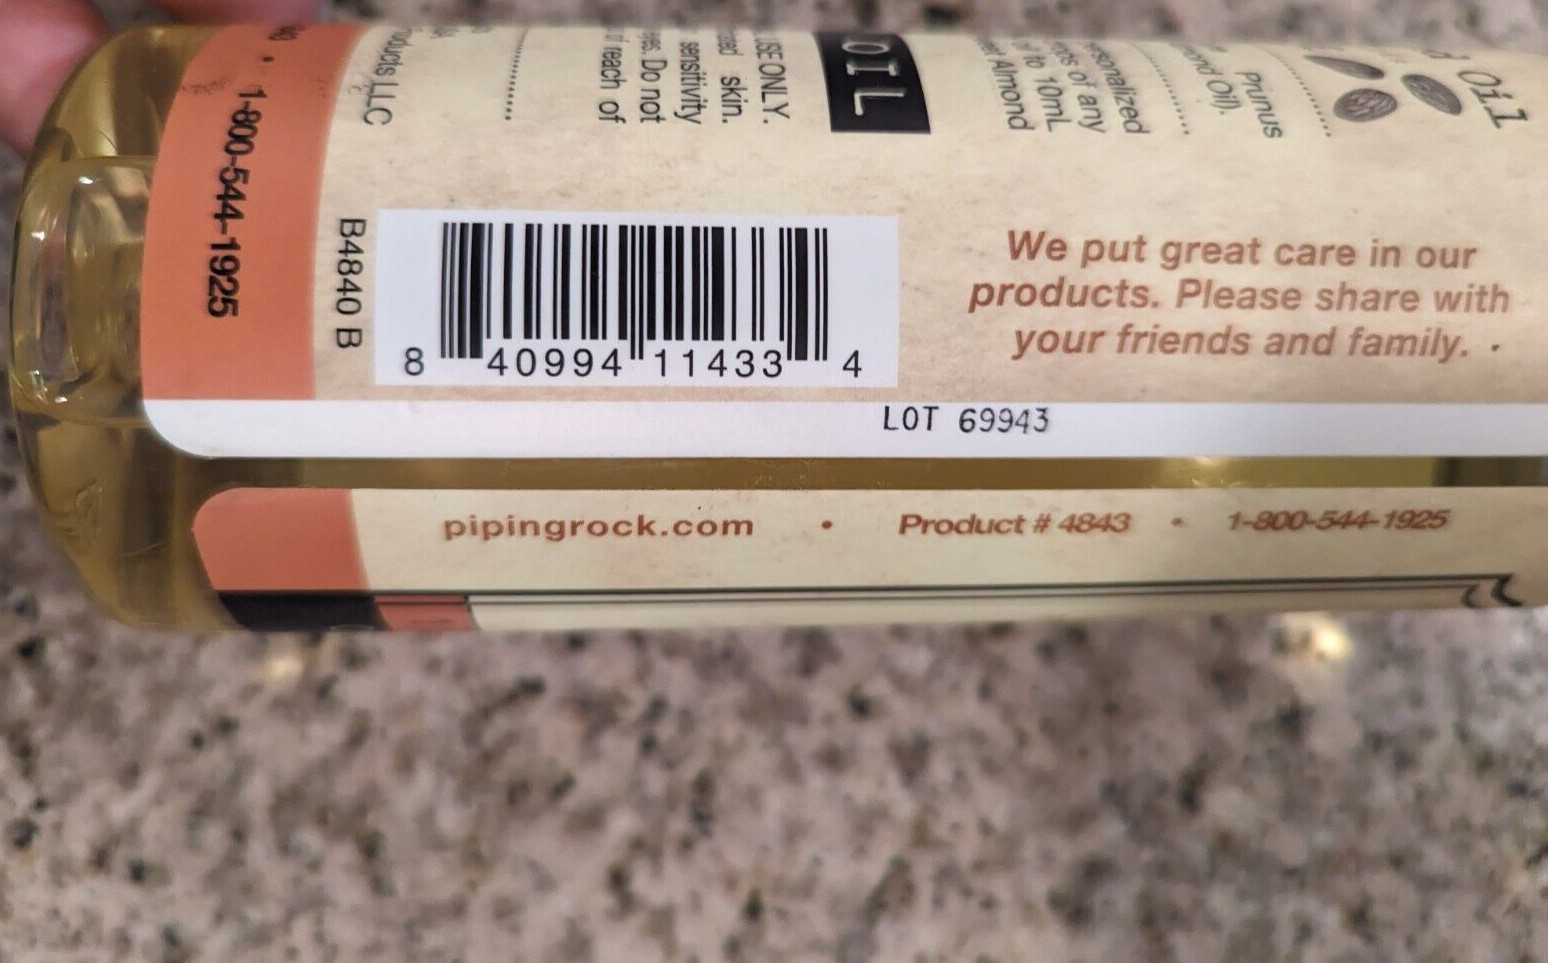 We put great care in our
products. Please share with
your friends and family.
8 40994 11433 4
B4840 B
LOT 69943
pipingrock.com • Product # 4843 • 1-800-544-1925
• 1-800-544-1925
LLC
USE ONLY.
skin.
sensitivity
Do not
reach of
OIL
Prunus
Oil).
of any
to 10mL
Almond
Oil